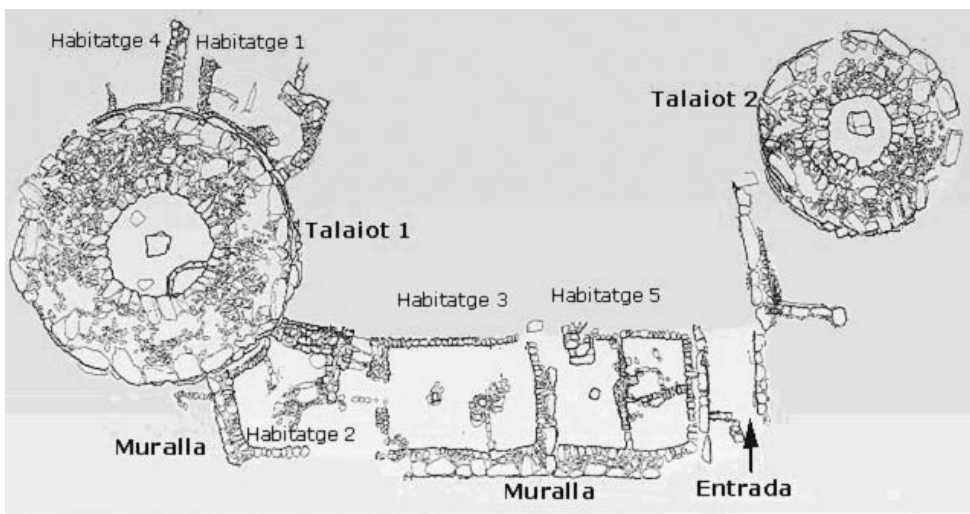 Habitatge 4
Habitatge 1
Talaiot 2
Talaiot 1
Habitatge 3
Habitatge 5
Habitatge 2
Muralla
Muralla
Entrada